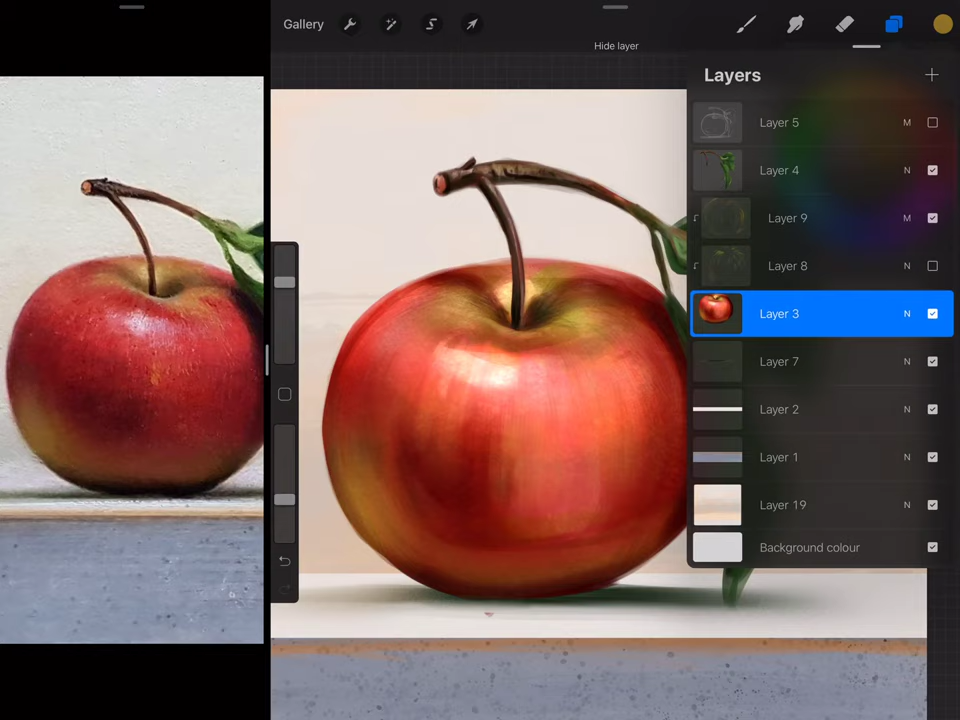 Gallery
Hide layer
Layers
Layer 5 M
Layer 4 N
Layer 9 M
Layer 8 N
Layer 3 N
Layer 7 N
Layer 2 N
Layer 1 N
Layer 19 N
Background colour